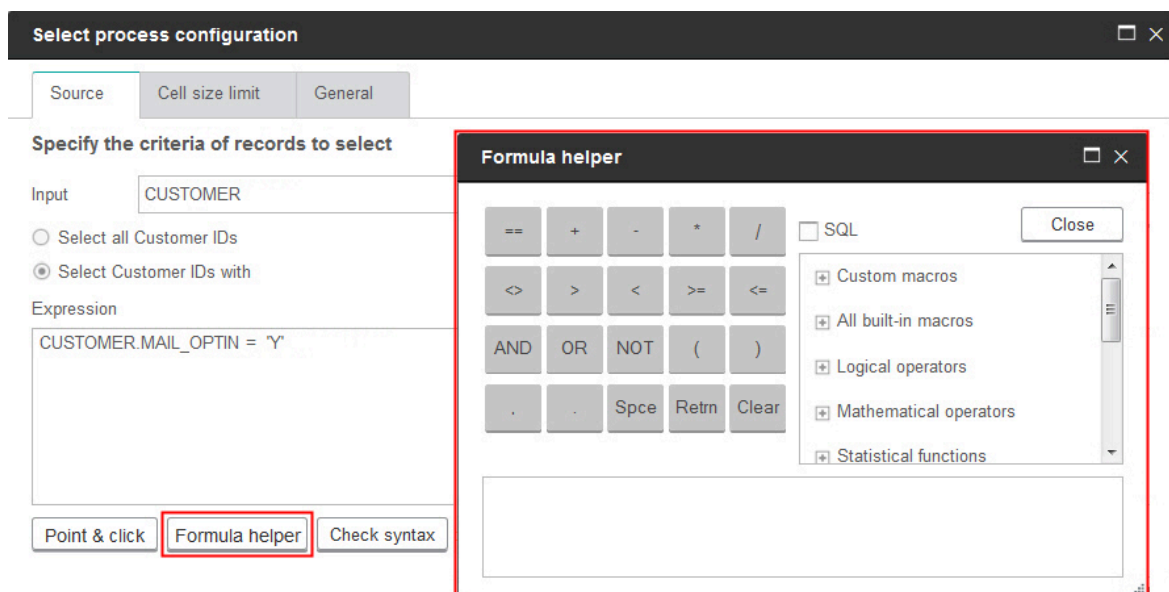 Select process configuration
Source Cell size limit General
Specify the criteria of records to select
Input CUSTOMER
Select all Customer IDs
Select Customer IDs with
Expression
CUSTOMER.MAIL_OPTIN = 'Y'
Point & click Formula helper Check syntax
Formula helper
== + - * /
<> > < >= <=
AND OR NOT ( )
, . Spce Retrn Clear
SQL Close
Custom macros
All built-in macros
Logical operators
Mathematical operators
Statistical functions